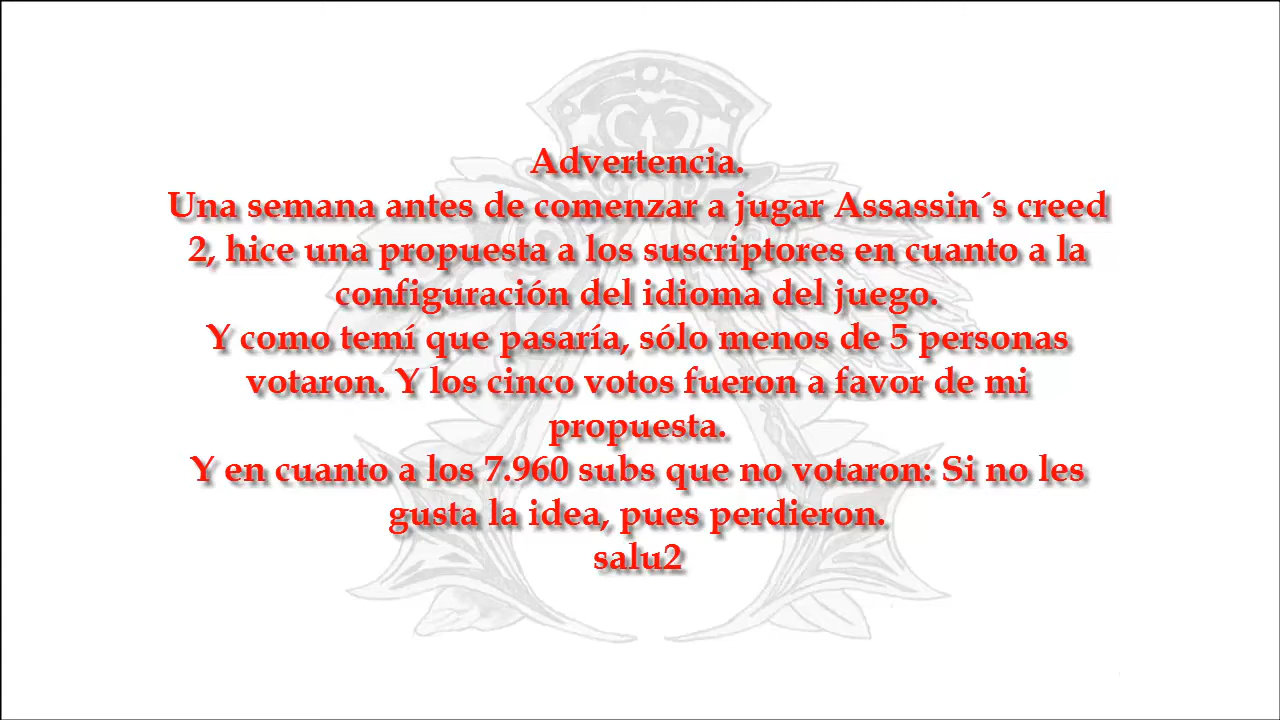 Advertencia.
Una semana antes de comenzar a jugar Assassin´s creed
2, hice una propuesta a los suscriptores en cuanto a la
configuración del idioma del juego.
Y como temí que pasaría, sólo menos de 5 personas
votaron. Y los cinco votos fueron a favor de mi
propuesta.
Y en cuanto a los 7.960 subs que no votaron: Si no les
gusta la idea, pues perdieron.
salu2